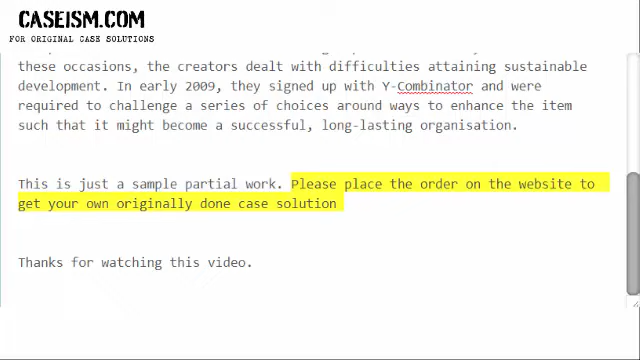 CASEISM.COM
FOR ORIGINAL CASE SOLUTIONS
these occasions, the creators dealt with difficulties attaining sustainable
development. In early 2009, they signed up with Y-Combinator and were
required to challenge a series of choices around ways to enhance the item
such that it might become a successful, long-lasting organisation.
This is just a sample partial work. Please place the order on the website to
get your own originally done case solution
Thanks for watching this video.